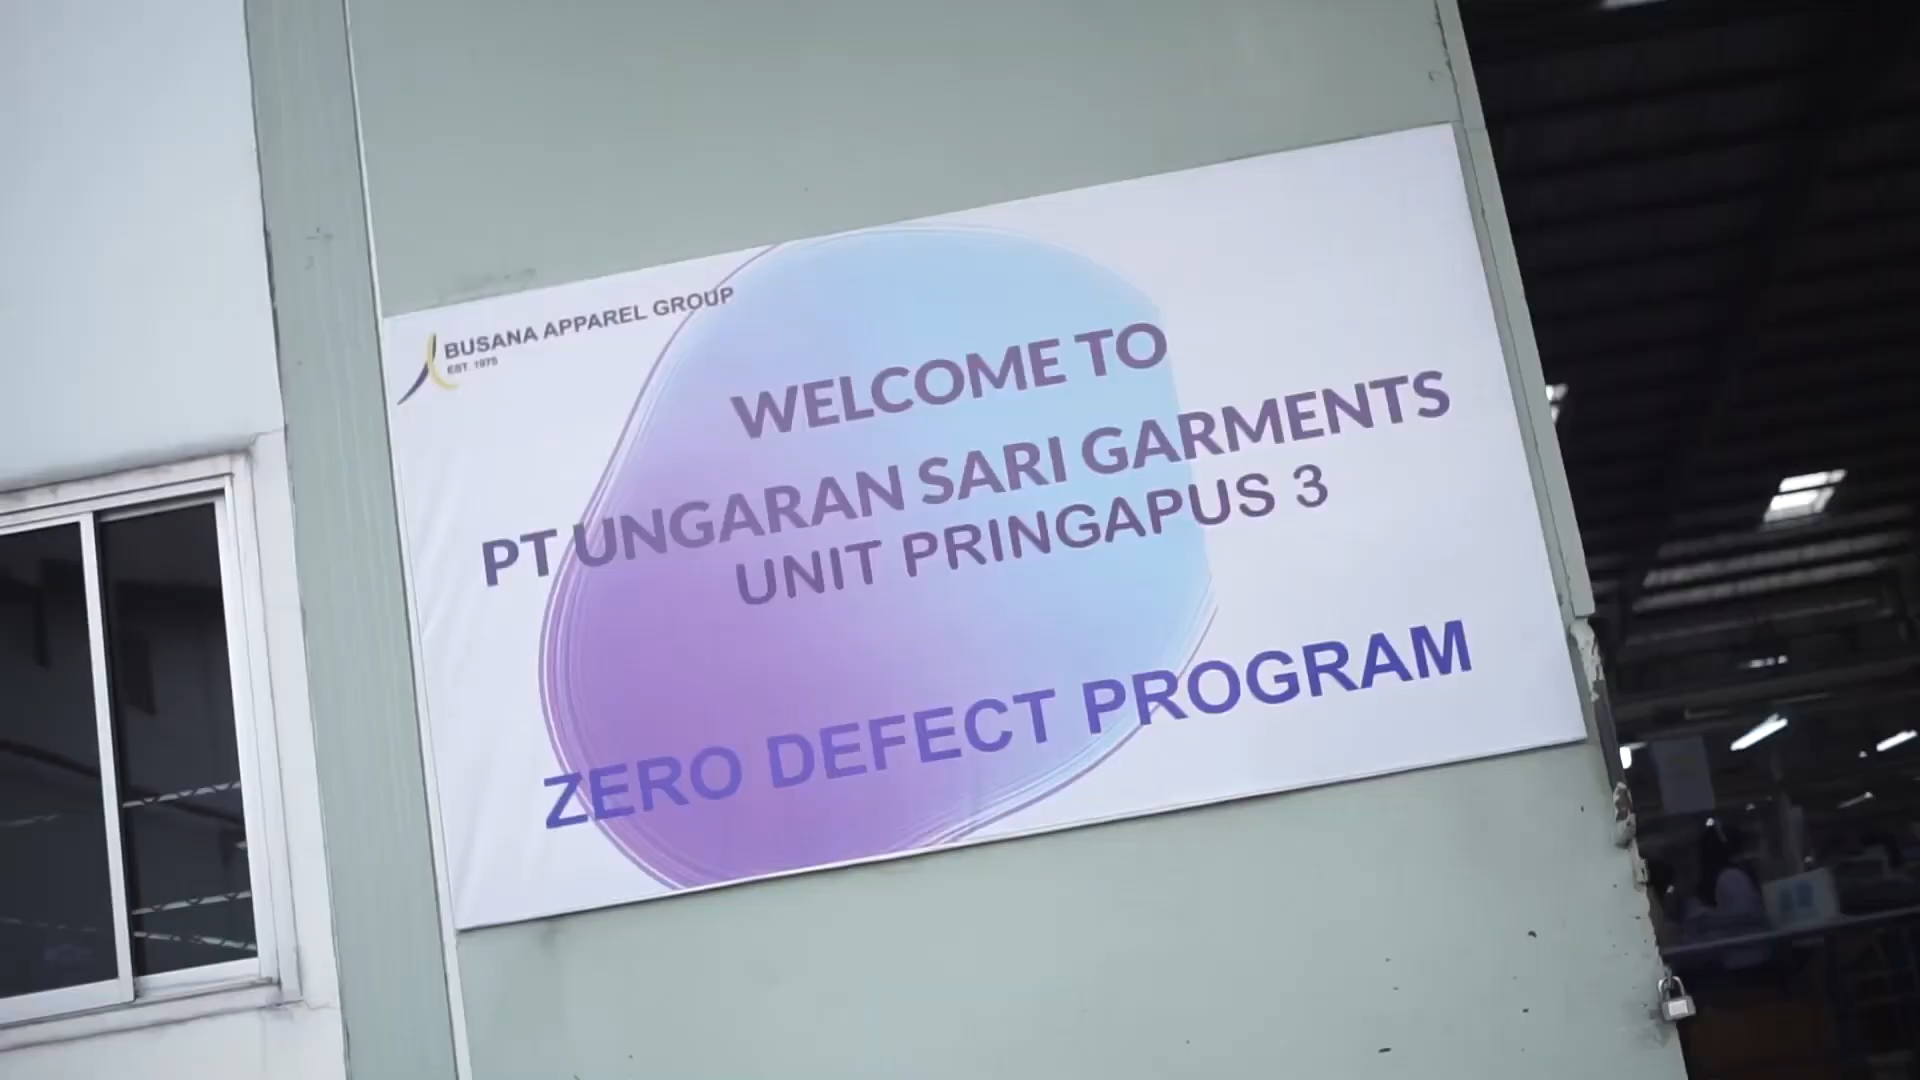 BUSANA APPAREL GROUP
EST. 1975
WELCOME TO
PT UNGARAN SARI GARMENTS
UNIT PRINGAPUS 3
ZERO DEFECT PROGRAM